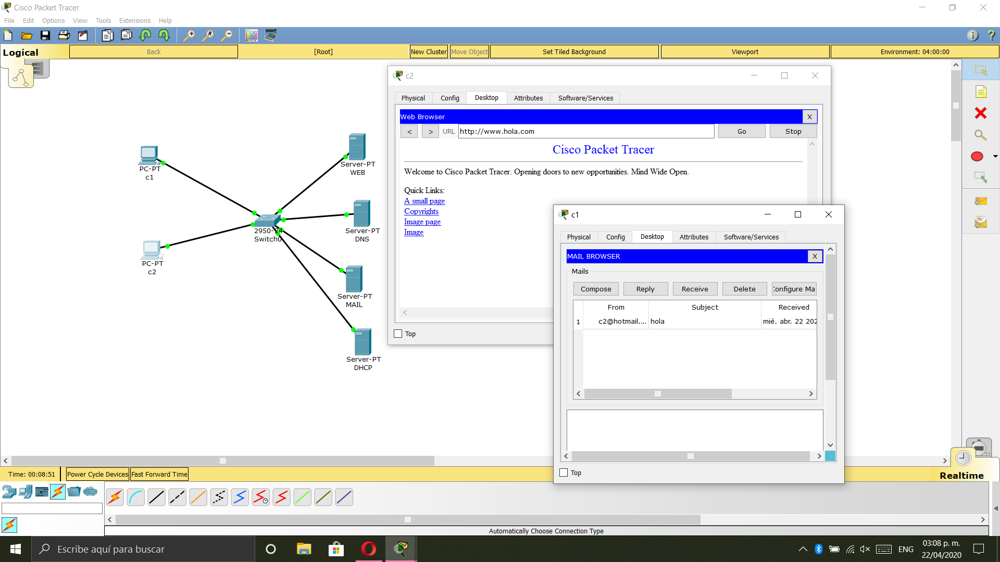 Cisco Packet Tracer
File Edit Options View Tools Extensions Help
Logical Back [Root] New Cluster Move Object Set Tiled Background Viewport Environment: 04:00:00
PC-PT
c1
PC-PT
c2
2950-24
Switch0
Server-PT
WEB
Server-PT
DNS
Server-PT
MAIL
Server-PT
DHCP
c2
Physical Config Desktop Attributes Software/Services
Web Browser X
< > URL http://www.hola.com Go Stop
Cisco Packet Tracer
Welcome to Cisco Packet Tracer. Opening doors to new opportunities. Mind Wide Open.
Quick Links:
A small page
Copyrights
Image page
Image
Top
c1
Physical Config Desktop Attributes Software/Services
MAIL BROWSER X
Mails
Compose Reply Receive Delete onfigure Ma
From Subject Received
1 c2@hotmail.... hola mié. abr. 22 202
Top
Time: 00:08:51 Power Cycle Devices Fast Forward Time
Realtime
Automatically Choose Connection Type
Escribe aquí para buscar
ENG
03:08 p. m.
22/04/2020